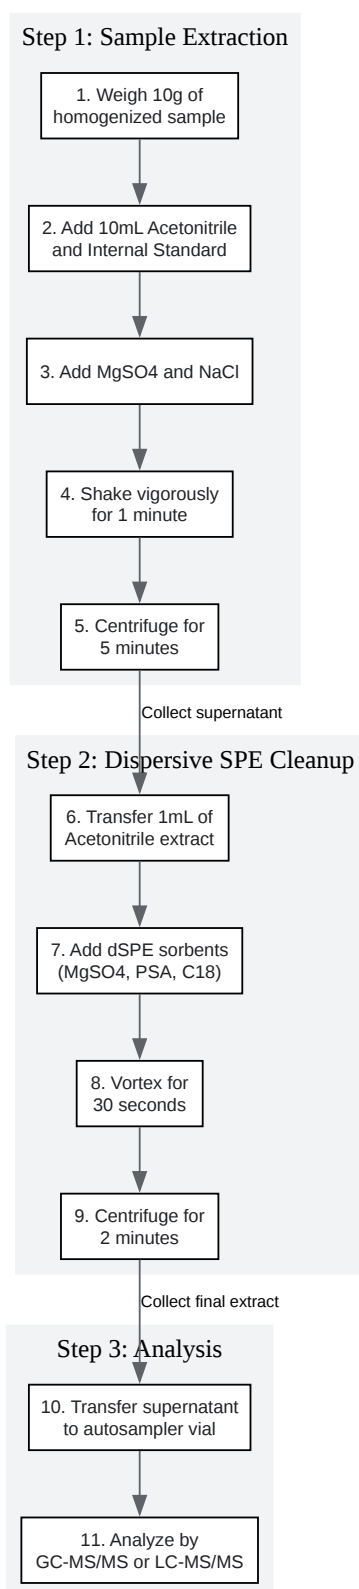 Step 1: Sample Extraction
1. Weigh 10g of
homogenized sample
2. Add 10mL Acetonitrile
and Internal Standard
3. Add MgSO4 and NaCl
4. Shake vigorously
for 1 minute
5. Centrifuge for
5 minutes
Collect supernatant
Step 2: Dispersive SPE Cleanup
6. Transfer 1mL of
Acetonitrile extract
7. Add dSPE sorbents
(MgSO4, PSA, C18)
8. Vortex for
30 seconds
9. Centrifuge for
2 minutes
Collect final extract
Step 3: Analysis
10. Transfer supernatant
to autosampler vial
11. Analyze by
GC-MS/MS or LC-MS/MS